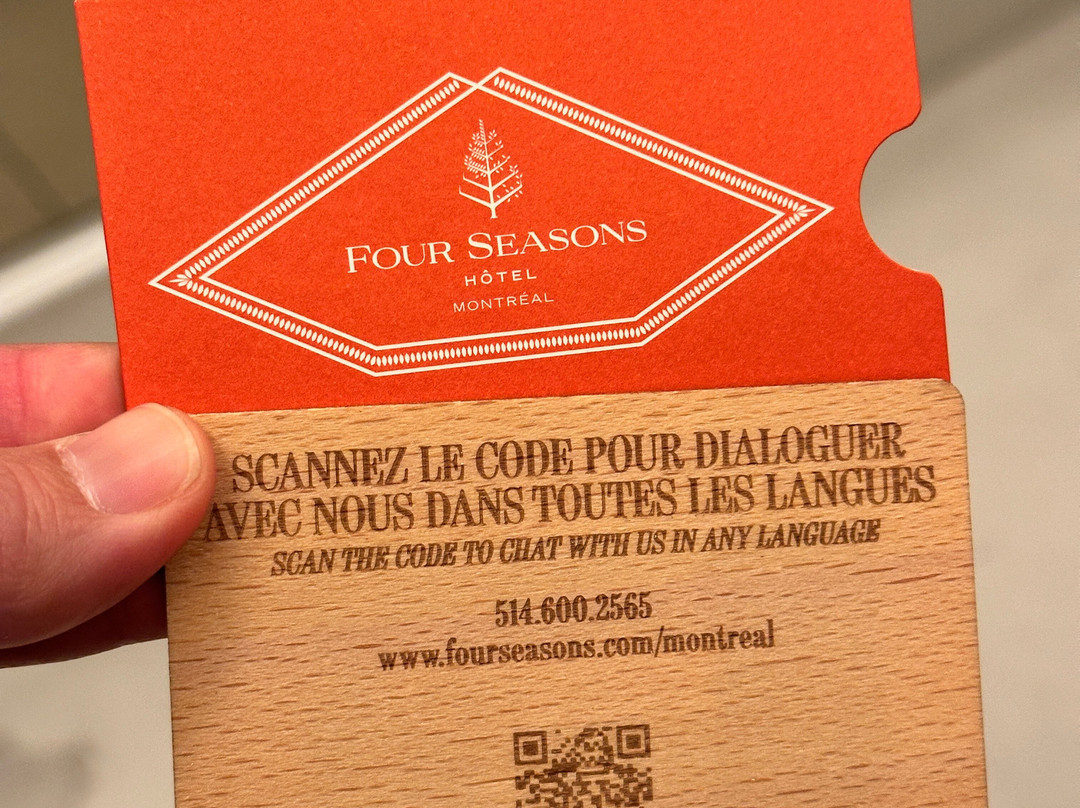 FOUR SEASONS
HÔTEL
MONTRÉAL
SCANNEZ LE CODE POUR DIALOGUER
AVEC NOUS DANS TOUTES LES LANGUES
SCAN THE CODE TO CHAT WITH US IN ANY LANGUAGE
514.600.2565
www.fourseasons.com/montreal